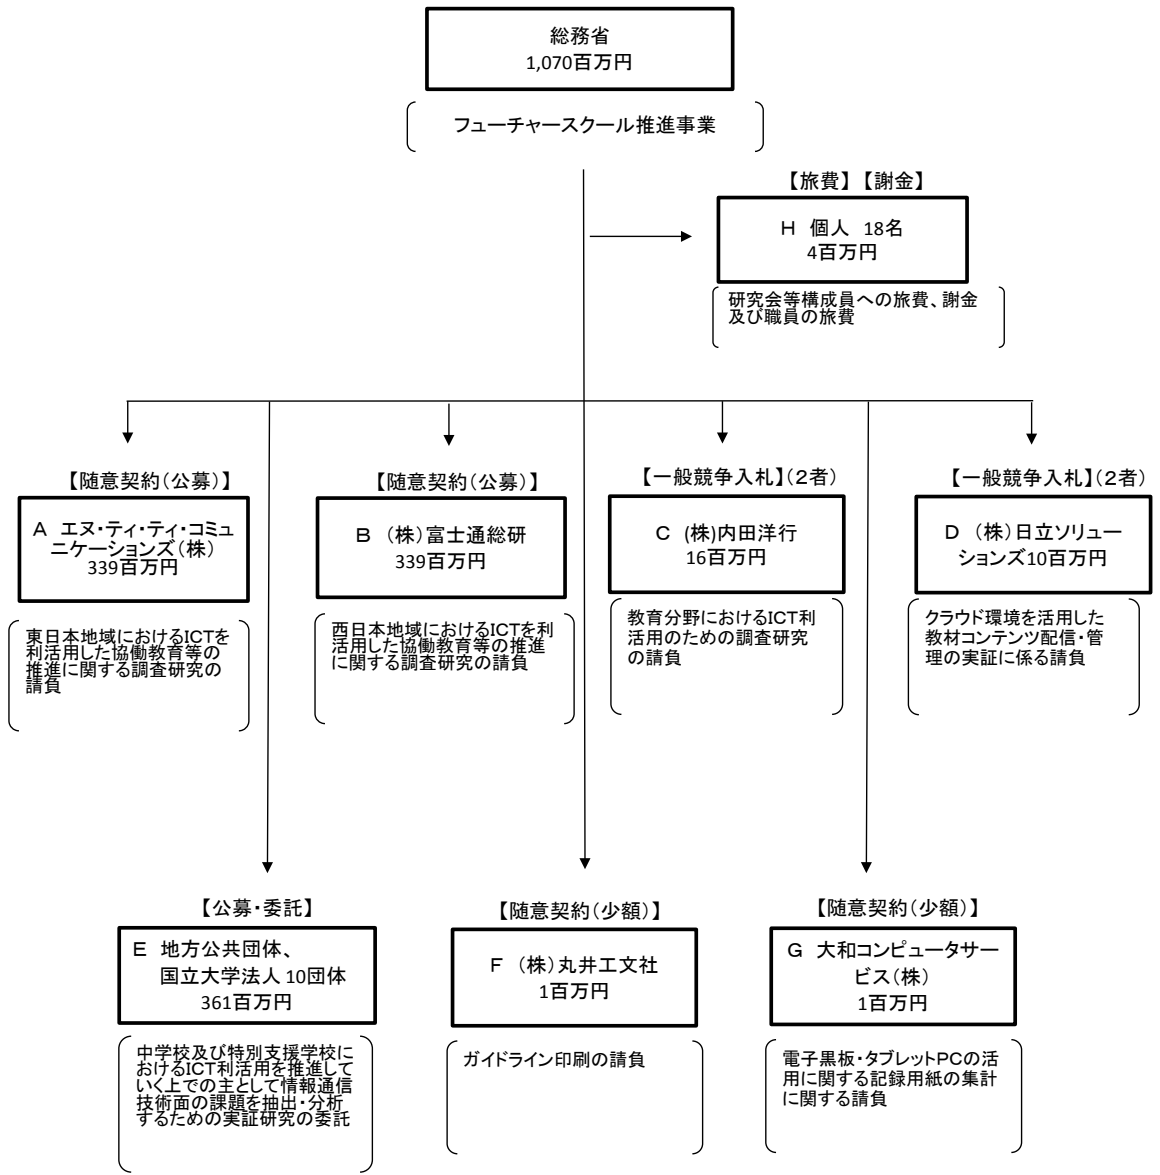 総務省
1,070百万円
フューチャースクール推進事業
【旅費】【謝金】
H 個人 18名
4百万円
研究会等構成員への旅費、謝金
及び職員の旅費
【随意契約(公募)】
A エヌ・ティ・ティ・コミュ
ニケーションズ(株)
339百万円
東日本地域におけるICTを
利活用した協働教育等の
推進に関する調査研究の
請負
【随意契約(公募)】
B (株)富士通総研
339百万円
西日本地域におけるICTを利
活用した協働教育等の推進
に関する調査研究の請負
【一般競争入札】(2者)
C (株)内田洋行
16百万円
教育分野におけるICT利
活用のための調査研究
の請負
【一般競争入札】(2者)
D (株)日立ソリュー
ションズ10百万円
クラウド環境を活用した
教材コンテンツ配信・管
理の実証に係る請負
【公募・委託】
E 地方公共団体、
国立大学法人 10団体
361百万円
中学校及び特別支援学校に
おけるICT利活用を推進して
いく上での主として情報通信
技術面の課題を抽出・分析
するための実証研究の委託
【随意契約(少額)】
F (株)丸井工文社
1百万円
ガイドライン印刷の請負
【随意契約(少額)】
G 大和コンピュータサー
ビス(株)
1百万円
電子黒板・タブレットPCの活
用に関する記録用紙の集計
に関する請負